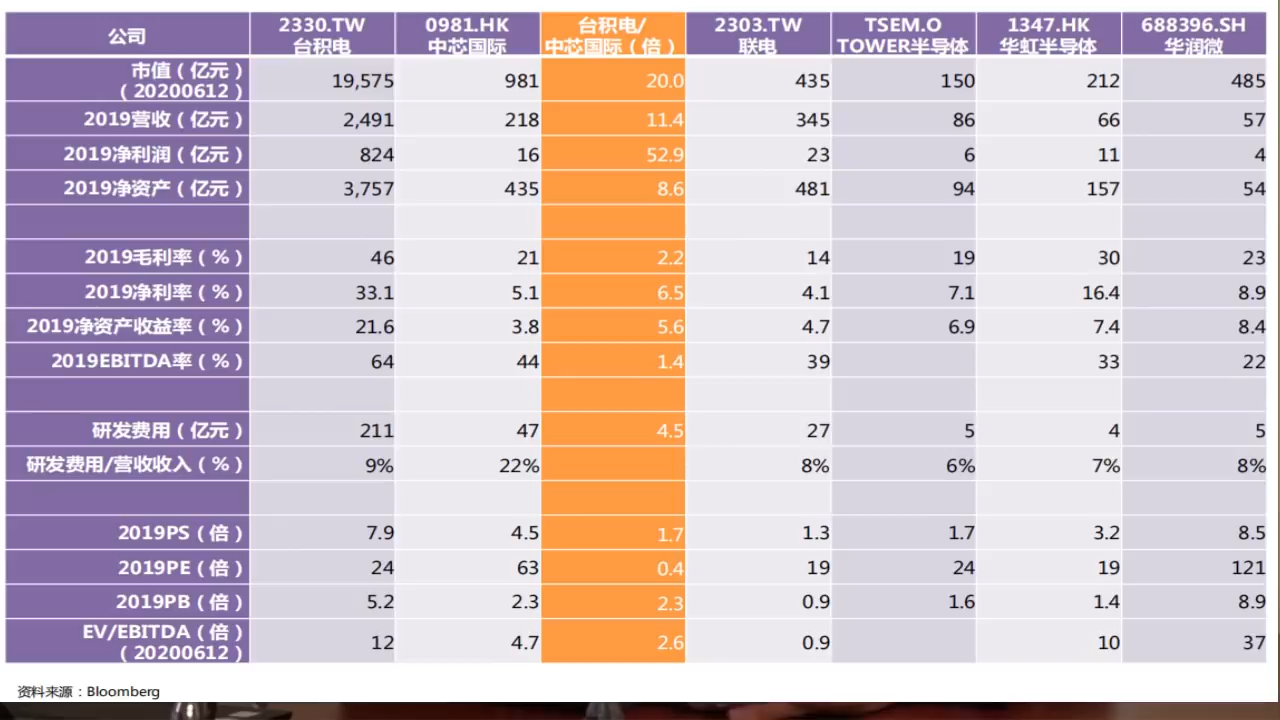 公司 2330.TW 台积电 0981.HK 中芯国际 台积电/ 中芯国际（倍） 2303.TW 联电 TSEM.O TOWER半导体 1347.HK 华虹半导体 688396.SH 华润微
市值（亿元）（20200612） 19,575 981 20.0 435 150 212 485
2019营收（亿元） 2,491 218 11.4 345 86 66 57
2019净利润（亿元） 824 16 52.9 23 6 11 4
2019净资产（亿元） 3,757 435 8.6 481 94 157 54
2019毛利率（%） 46 21 2.2 14 19 30 23
2019净利率（%） 33.1 5.1 6.5 4.1 7.1 16.4 8.9
2019净资产收益率（%） 21.6 3.8 5.6 4.7 6.9 7.4 8.4
2019EBITDA率（%） 64 44 1.4 39 33 22
研发费用（亿元） 211 47 4.5 27 5 4 5
研发费用/营收收入（%） 9% 22% 8% 6% 7% 8%
2019PS（倍） 7.9 4.5 1.7 1.3 1.7 3.2 8.5
2019PE（倍） 24 63 0.4 19 24 19 121
2019PB（倍） 5.2 2.3 2.3 0.9 1.6 1.4 8.9
EV/EBITDA（倍）（20200612） 12 4.7 2.6 0.9 10 37
资料来源：Bloomberg